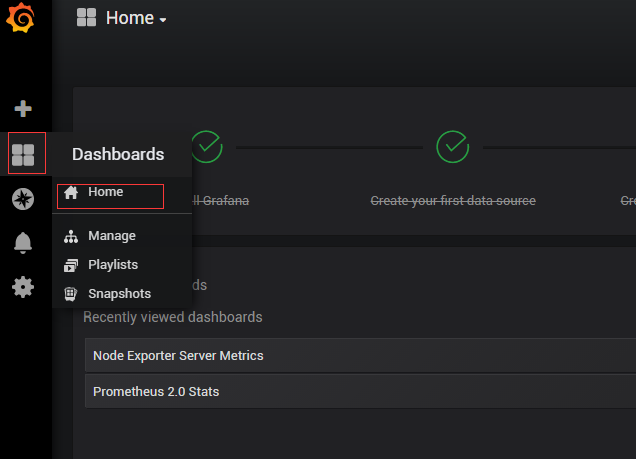 Home
Dashboards
Home
Manage
Playlists
Snapshots
ll Grafana
Create your first data source
Cr
ds
Recently viewed dashboards
Node Exporter Server Metrics
Prometheus 2.0 Stats